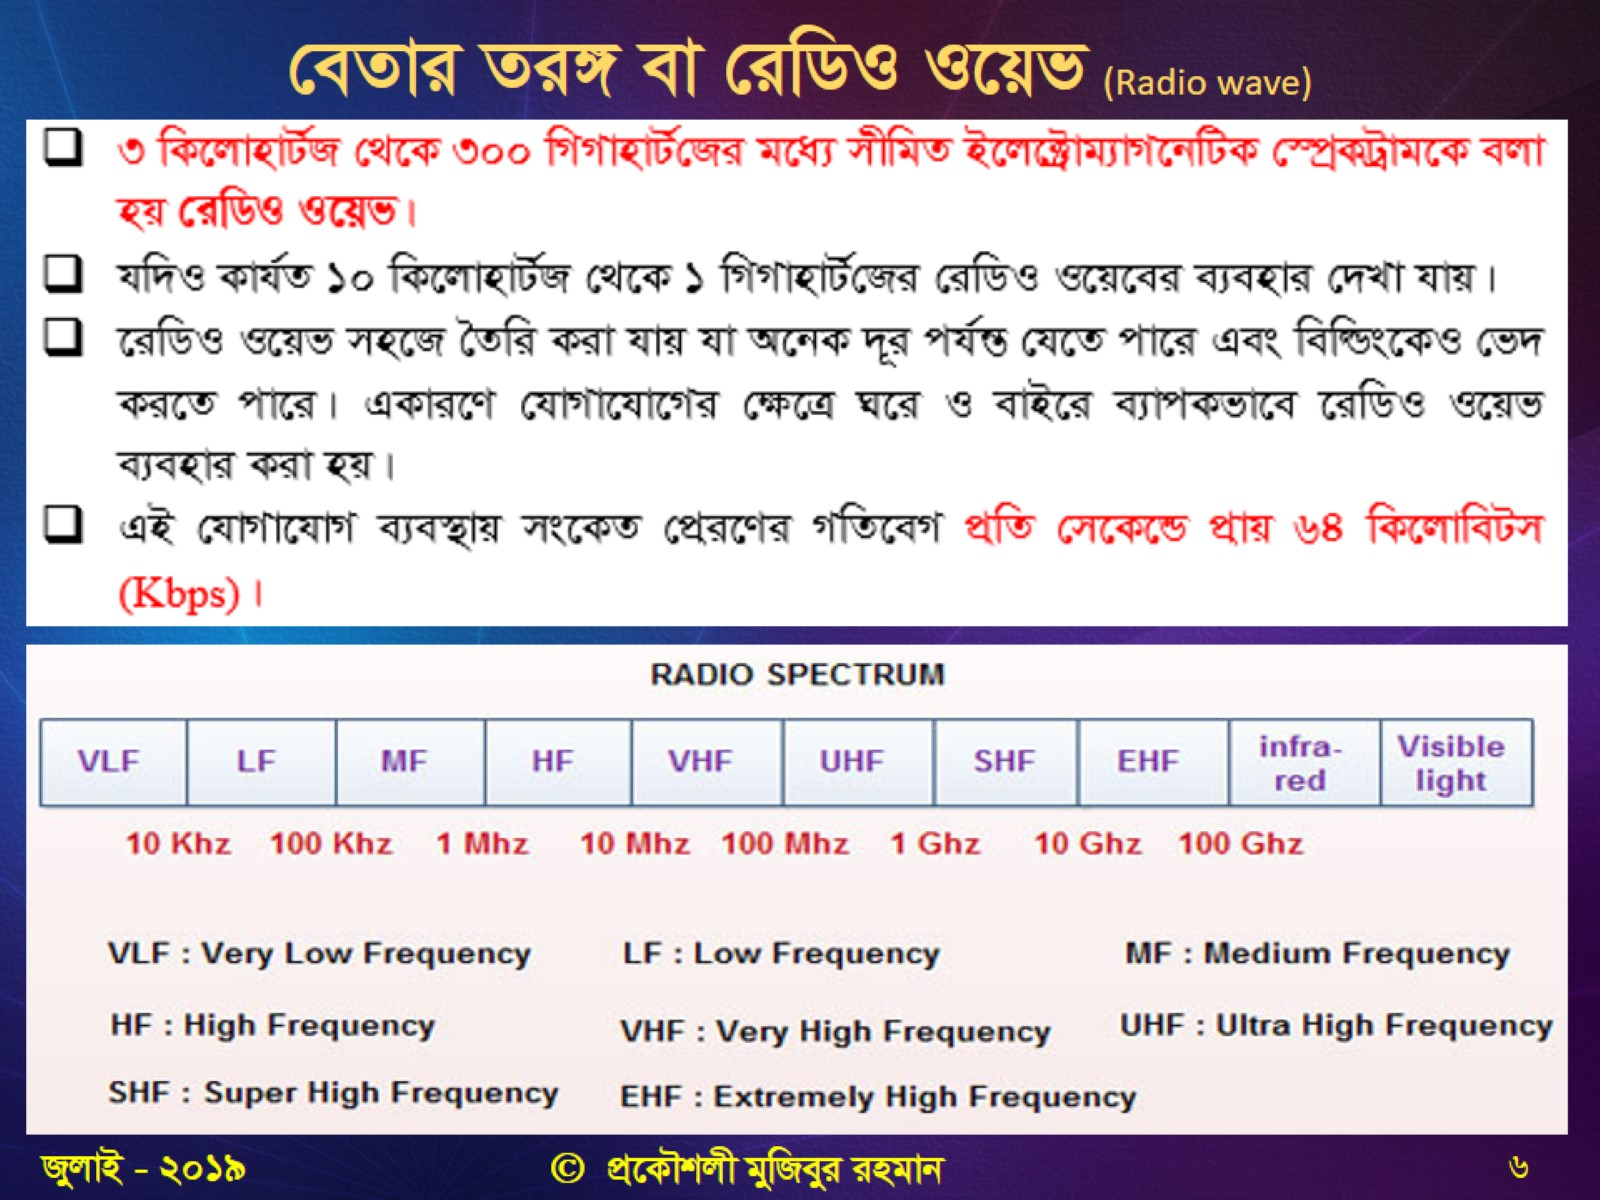 বেতার তরঙ্গ বা রেডিও ওয়েভ (Radio wave)
❑ ৩ কিলোহার্টজ থেকে ৩০০ গিগাহার্টজের মধ্যে সীমিত ইলেক্ট্রোম্যাগনেটিক স্প্রেকট্রামকে বলা
হয় রেডিও ওয়েভ।
❑ যদিও কার্যত ১০ কিলোহার্টজ থেকে ১ গিগাহার্টজের রেডিও ওয়েবের ব্যবহার দেখা যায়।
❑ রেডিও ওয়েভ সহজে তৈরি করা যায় যা অনেক দূর পর্যন্ত যেতে পারে এবং বিল্ডিংকেও ভেদ
করতে পারে। একারণে যোগাযোগের ক্ষেত্রে ঘরে ও বাইরে ব্যাপকভাবে রেডিও ওয়েভ
ব্যবহার করা হয়।
❑ এই যোগাযোগ ব্যবস্থায় সংকেত প্রেরণের গতিবেগ প্রতি সেকেন্ডে প্রায় ৬৪ কিলোবিটস
(Kbps)।
RADIO SPECTRUM
VLF LF MF HF VHF UHF SHF EHF infra-red Visible light
10 Khz 100 Khz 1 Mhz 10 Mhz 100 Mhz 1 Ghz 10 Ghz 100 Ghz
VLF : Very Low Frequency LF : Low Frequency MF : Medium Frequency
HF : High Frequency VHF : Very High Frequency UHF : Ultra High Frequency
SHF : Super High Frequency EHF : Extremely High Frequency
জুলাই - ২০১৯ © প্রকৌশলী মুজিবুর রহমান ৬